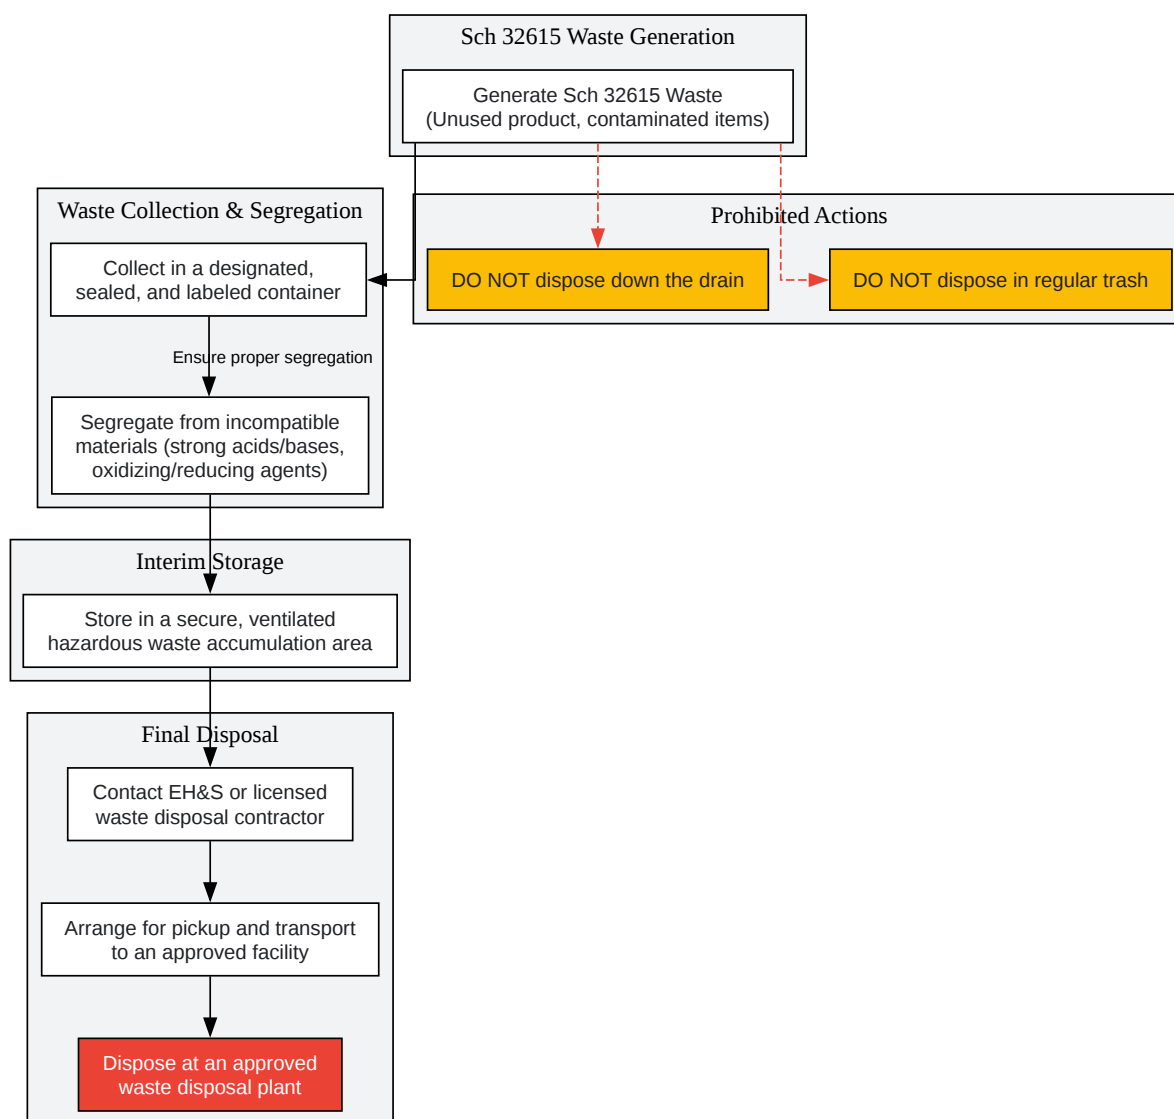 Sch 32615 Waste Generation
Generate Sch 32615 Waste
(Unused product, contaminated items)
Waste Collection & Segregation
Collect in a designated,
sealed, and labeled container
Ensure proper segregation
Segregate from incompatible
materials (strong acids/bases,
oxidizing/reducing agents)
Prohibited Actions
DO NOT dispose down the drain
DO NOT dispose in regular trash
Interim Storage
Store in a secure, ventilated
hazardous waste accumulation area
Final Disposal
Contact EH&S or licensed
waste disposal contractor
Arrange for pickup and transport
to an approved facility
Dispose at an approved
waste disposal plant